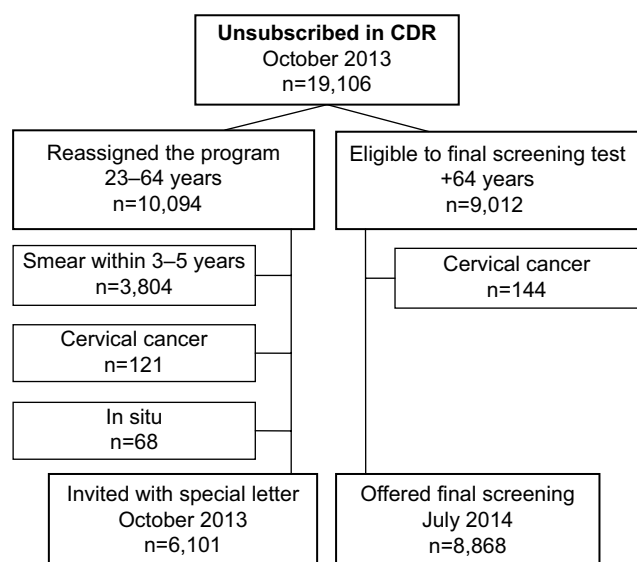 Unsubscribed in CDR
October 2013
n=19,106
Reassigned the program
23–64 years
n=10,094
Eligible to final screening test
+64 years
n=9,012
Smear within 3–5 years
n=3,804
Cervical cancer
n=144
Cervical cancer
n=121
In situ
n=68
Invited with special letter
October 2013
n=6,101
Offered final screening
July 2014
n=8,868